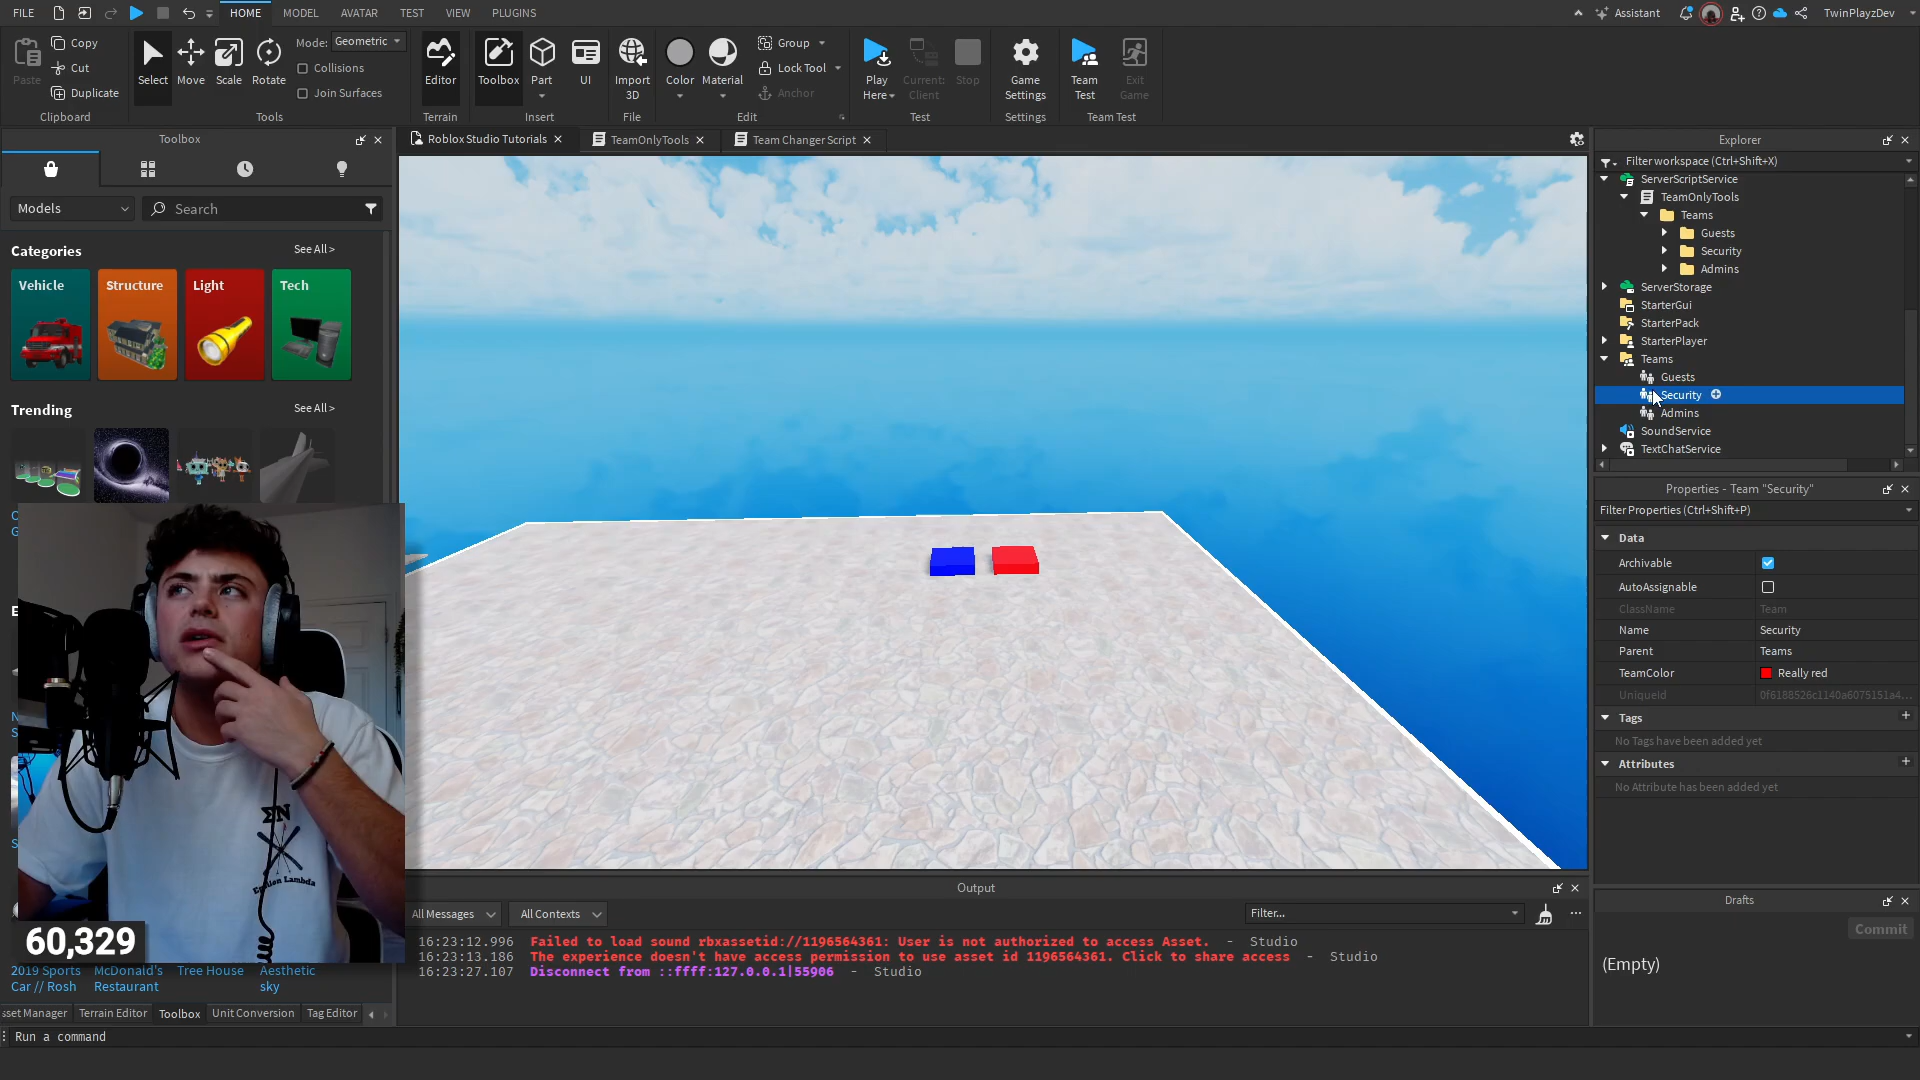 FILE HOME MODEL AVATAR TEST VIEW PLUGINS Assistant TwinPlayzDev
Paste Copy Cut Duplicate
Clipboard
Select Move Scale Rotate Mode: Geometric
Collisions
Join Surfaces
Tools
Editor
Terrain
Toolbox Part UI
Insert
Import
3D
File
Color Material Group
Lock Tool
Anchor
Edit
Play
Here
Current:
Client
Stop
Test
Game
Settings
Settings
Team
Test
Exit
Game
Team Test
Toolbox
Models Search
Categories See All >
Vehicle Structure Light Tech
Trending See All >
60,329
2019 Sports
Car // Rosh
McDonald's
Restaurant
Tree House
Aesthetic
sky
sset Manager Terrain Editor Toolbox Unit Conversion Tag Editor
Run a command
Roblox Studio Tutorials TeamOnlyTools Team Changer Script
ΣN
Epsilon Lambda
Output
All Messages All Contexts Filter...
16:23:12.996 Failed to load sound rbxassetid://1196564361: User is not authorized to access Asset. - Studio
16:23:13.186 The experience doesn't have access permission to use asset id 1196564361. Click to share access - Studio
16:23:27.107 Disconnect from ::ffff:127.0.0.1|55906 - Studio
Explorer
Filter workspace (Ctrl+Shift+X)
ServerScriptService
TeamOnlyTools
Teams
Guests
Security
Admins
ServerStorage
StarterGui
StarterPack
StarterPlayer
Teams
Guests
Security
Admins
SoundService
TextChatService
Properties - Team "Security"
Filter Properties (Ctrl+Shift+P)
Data
Archivable
AutoAssignable
ClassName Team
Name Security
Parent Teams
TeamColor Really red
UniqueId 0f6188526c1140a6075151a4...
Tags
No Tags have been added yet
Attributes
No Attribute has been added yet
Drafts
Commit
(Empty)